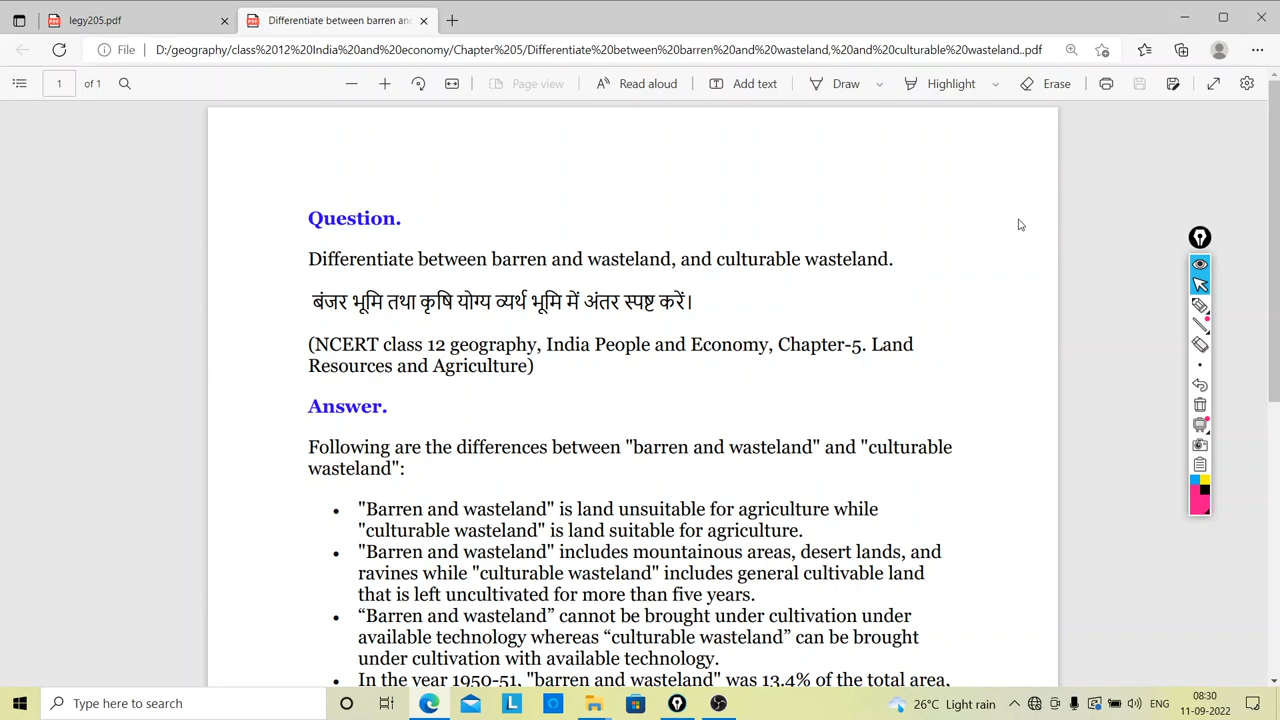 legy205.pdf
Differentiate between barren an
File
D:/geography/class%2012%20India%20and%20economy/Chapter%205/Differentiate%20between%20barren%20and%20wasteland,%20and%20culturable%20wasteland..pdf
1 of 1
Page view
Read aloud
Add text
Draw
Highlight
Erase
Question.
Differentiate between barren and wasteland, and culturable wasteland.
बंजर भूमि तथा कृषि योग्य व्यर्थ भूमि में अंतर स्पष्ट करें।
(NCERT class 12 geography, India People and Economy, Chapter-5. Land
Resources and Agriculture)
Answer.
Following are the differences between "barren and wasteland" and "culturable
wasteland":
• "Barren and wasteland" is land unsuitable for agriculture while
"culturable wasteland" is land suitable for agriculture.
• "Barren and wasteland" includes mountainous areas, desert lands, and
ravines while "culturable wasteland" includes general cultivable land
that is left uncultivated for more than five years.
• “Barren and wasteland” cannot be brought under cultivation under
available technology whereas “culturable wasteland” can be brought
under cultivation with available technology.
• In the year 1950-51, "barren and wasteland" was 13.4% of the total area,
Type here to search
26°C Light rain
ENG
08:30
11-09-2022